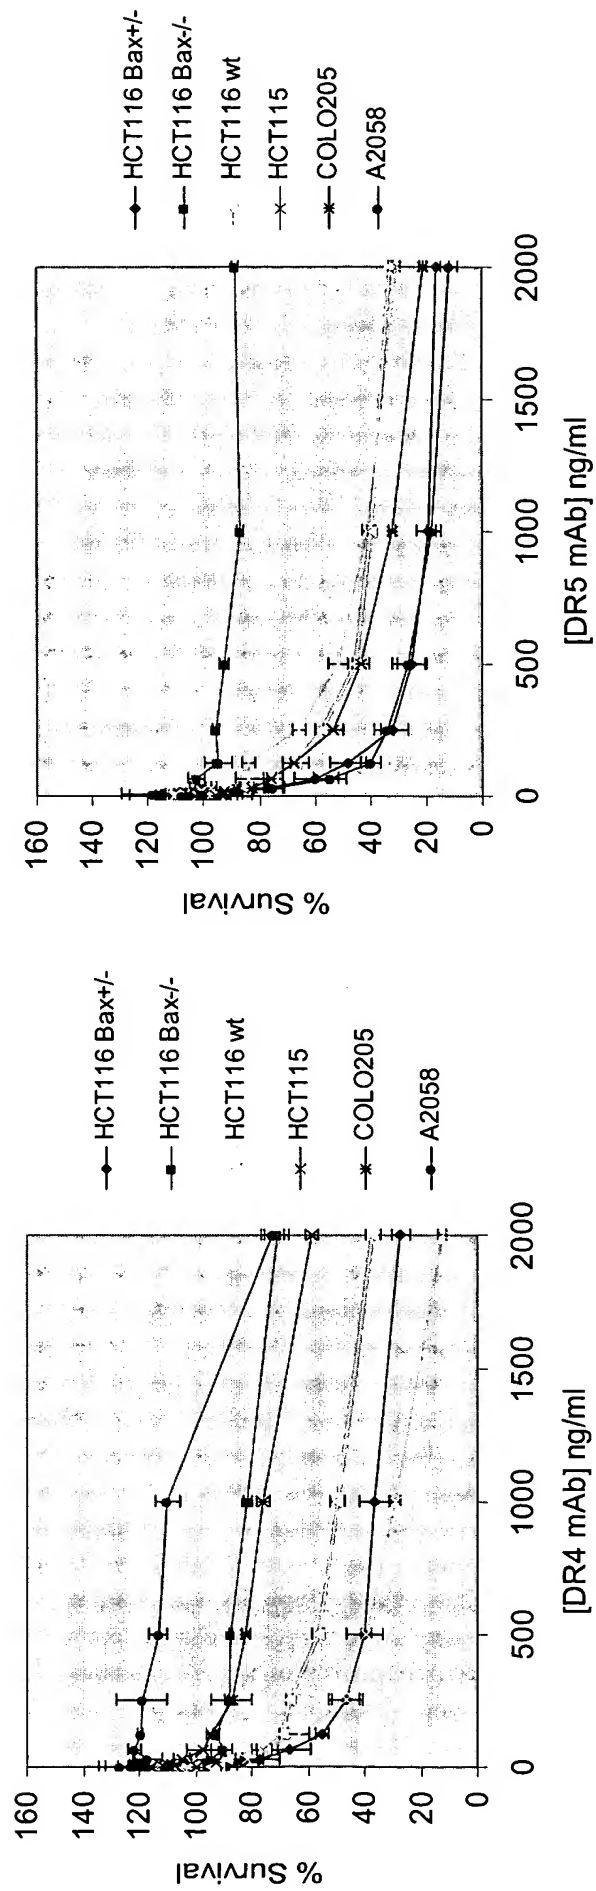 160
140
120
100
80
60
40
20
0
% Survival
0
500
1000
1500
2000
[DR4 mAb] ng/ml
HCT116 Bax+/-
HCT116 Bax-/-
HCT116 wt
HCT115
COLO205
A2058
160
140
120
100
80
60
40
20
0
% Survival
0
500
1000
1500
2000
[DR5 mAb] ng/ml
HCT116 Bax+/-
HCT116 Bax-/-
HCT116 wt
HCT115
COLO205
A2058